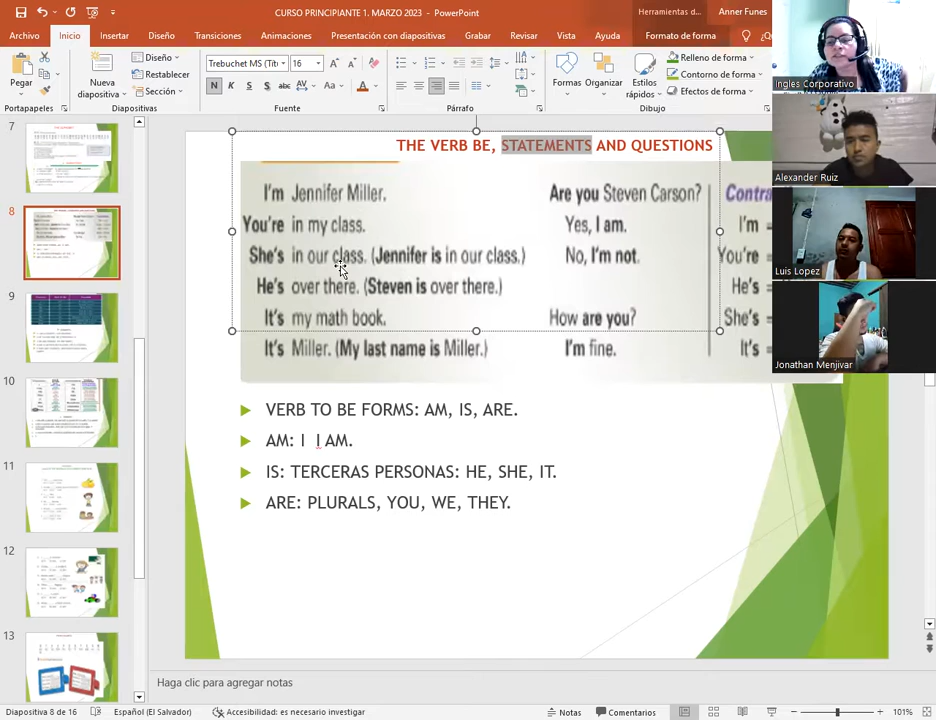 CURSO PRINCIPIANTE 1. MARZO 2023 - PowerPoint
Herramientas d...
Anner Funes
Archivo
Inicio
Insertar
Diseño
Transiciones
Animaciones
Presentación con diapositivas
Grabar
Revisar
Vista
Ayuda
Formato de forma
Pegar
Nueva
diapositiva
Diseño
Restablecer
Sección
Trebuchet MS (Tít
16
N K S
Aa
A
Formas
Organizar
Estilos
rápidos
Relleno de forma
Contorno de forma
Efectos de forma
Portapapeles
Diapositivas
Fuente
Párrafo
Dibujo
Ingles Corporativo
Alexander Ruiz
Luis Lopez
Jonathan Menjivar
7
8
9
10
11
12
13
THE VERB BE, STATEMENTS AND QUESTIONS
I'm Jennifer Miller.
You're in my class.
She's in our class. (Jennifer is in our class.)
He's over there. (Steven is over there.)
It's my math book.
It's Miller. (My last name is Miller.)
Are you Steven Carson?
Yes, I am.
No, I'm not.
How are you?
I'm fine.
Contra
I'm =
You're =
He's =
She's =
It's =
VERB TO BE FORMS: AM, IS, ARE.
AM: I I AM.
IS: TERCERAS PERSONAS: HE, SHE, IT.
ARE: PLURALS, YOU, WE, THEY.
Haga clic para agregar notas
Diapositiva 8 de 16
Español (El Salvador)
Accesibilidad: es necesario investigar
Notas
Comentarios
101%